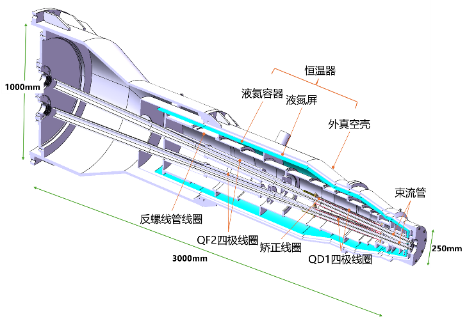 恒温器
1000mm
液氦容器
液氮屏
外真空壳
束流管
反螺线管线圈
QF2四极线圈
矫正线圈
QD1四极线圈
250mm
3000mm